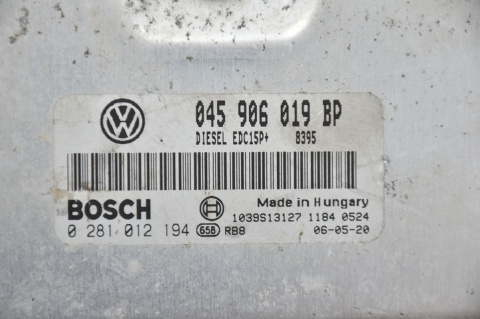 045 906 019 BP
DIESEL EDC15P+ 8395
BOSCH Made in Hungary
1039S13127 1184 0524
0 281 012 194 658 RB8 06-05-20